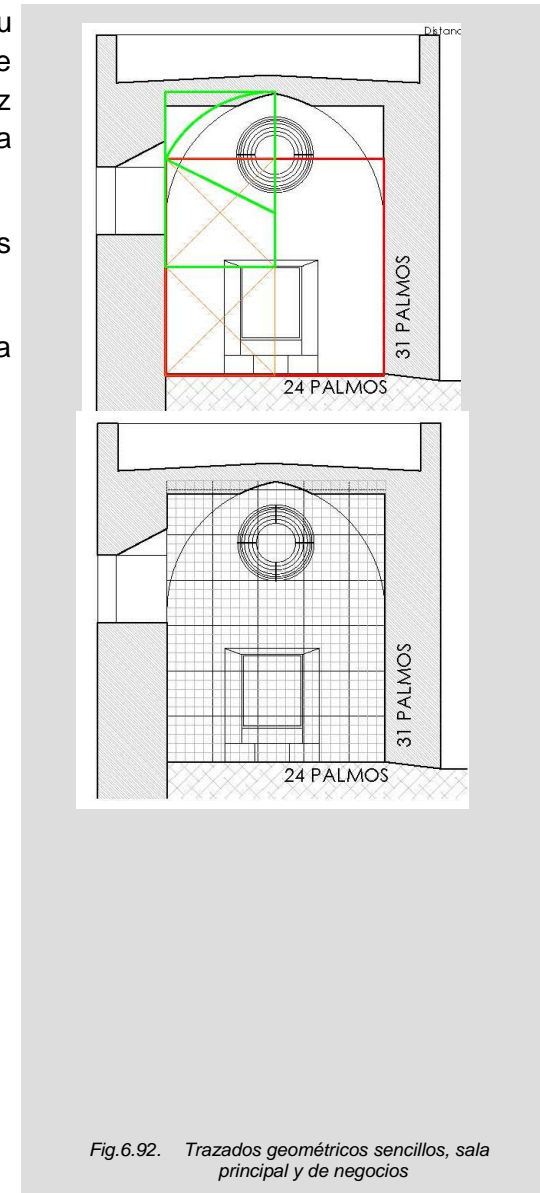 u
e
z
a
s
a
Distanc
31 PALMOS
24 PALMOS
31 PALMOS
24 PALMOS
Fig.6.92. Trazados geométricos sencillos, sala
principal y de negocios